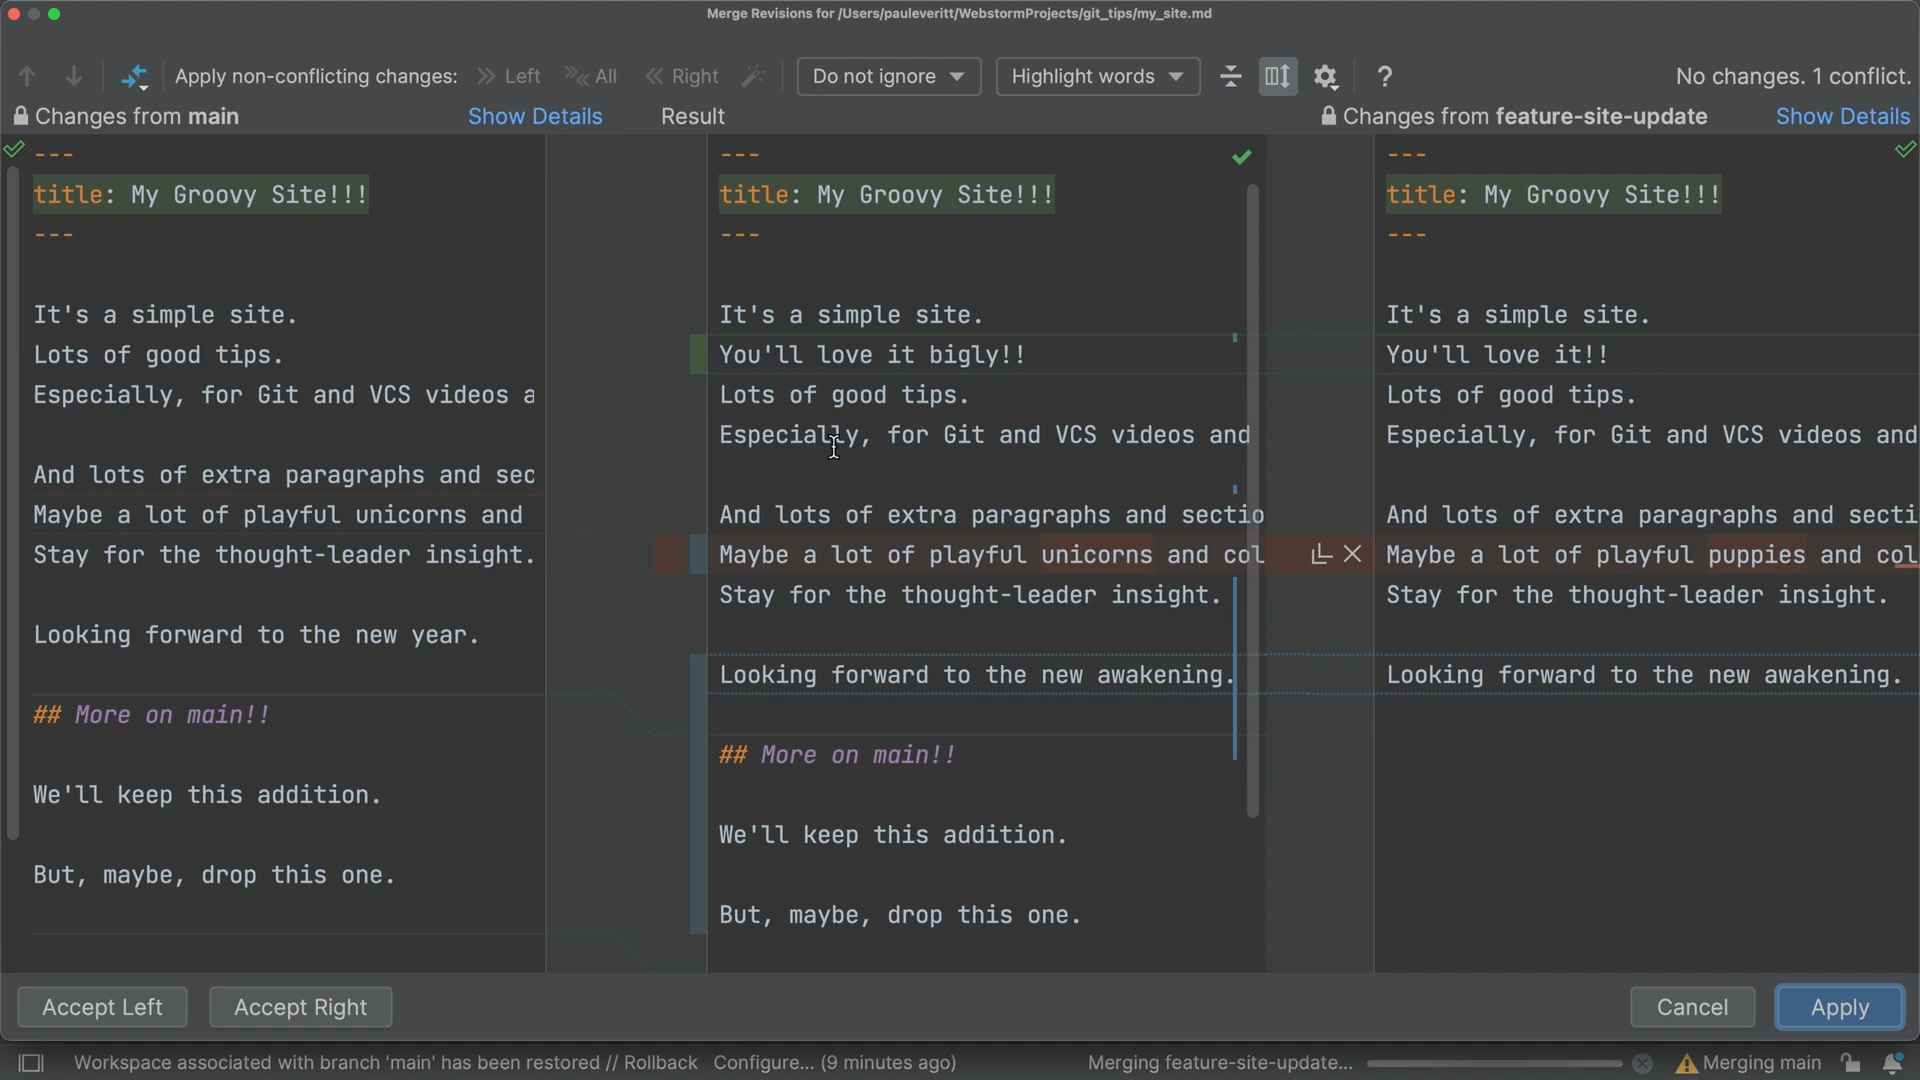 Merge Revisions for /Users/pauleveritt/WebstormProjects/git_tips/my_site.md
Apply non-conflicting changes: Left All Right Do not ignore Highlight words ? No changes. 1 conflict.
Changes from main Show Details Result Changes from feature-site-update Show Details
---
title: My Groovy Site!!!
---
It's a simple site.
Lots of good tips.
Especially, for Git and VCS videos a
And lots of extra paragraphs and sec
Maybe a lot of playful unicorns and
Stay for the thought-leader insight.
Looking forward to the new year.
## More on main!!
We'll keep this addition.
But, maybe, drop this one.
---
title: My Groovy Site!!!
---
It's a simple site.
You'll love it bigly!!
Lots of good tips.
Especially, for Git and VCS videos and
And lots of extra paragraphs and sectio
Maybe a lot of playful unicorns and col
Stay for the thought-leader insight.
Looking forward to the new awakening.
## More on main!!
We'll keep this addition.
But, maybe, drop this one.
---
title: My Groovy Site!!!
---
It's a simple site.
You'll love it!!
Lots of good tips.
Especially, for Git and VCS videos and
And lots of extra paragraphs and secti
Maybe a lot of playful puppies and col
Stay for the thought-leader insight.
Looking forward to the new awakening.
Accept Left Accept Right Cancel Apply
Workspace associated with branch 'main' has been restored // Rollback Configure... (9 minutes ago) Merging feature-site-update... Merging main